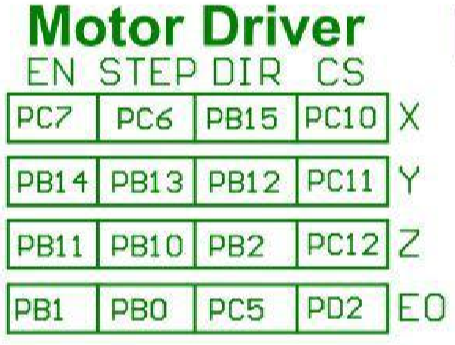 Motor Driver
EN STEP DIR CS
PC7 PC6 PB15 PC10 X
PB14 PB13 PB12 PC11 Y
PB11 PB10 PB2 PC12 Z
PB1 PB0 PC5 PD2 E0